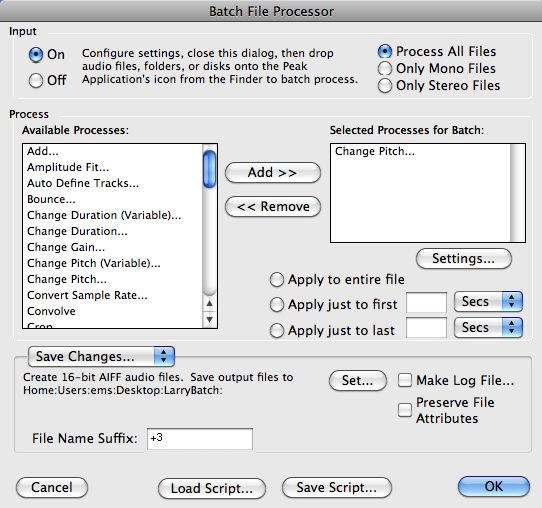 Batch File Processor
Input
On
Off
Configure settings, close this dialog, then drop
audio files, folders, or disks onto the Peak
Application's icon from the Finder to batch process.
Process All Files
Only Mono Files
Only Stereo Files
Process
Available Processes:
Add...
Amplitude Fit...
Auto Define Tracks...
Bounce...
Change Duration (Variable)...
Change Duration...
Change Gain...
Change Pitch (Variable)...
Change Pitch...
Convert Sample Rate...
Convolve
Crop
Add >>
<< Remove
Selected Processes for Batch:
Change Pitch...
Settings...
Apply to entire file
Apply just to first
Secs
Apply just to last
Secs
Save Changes...
Create 16-bit AIFF audio files.  Save output files to
Home:Users:ems:Desktop:LarryBatch:
Set...
Make Log File...
Preserve File
Attributes
File Name Suffix:
+3
Cancel
Load Script...
Save Script...
OK